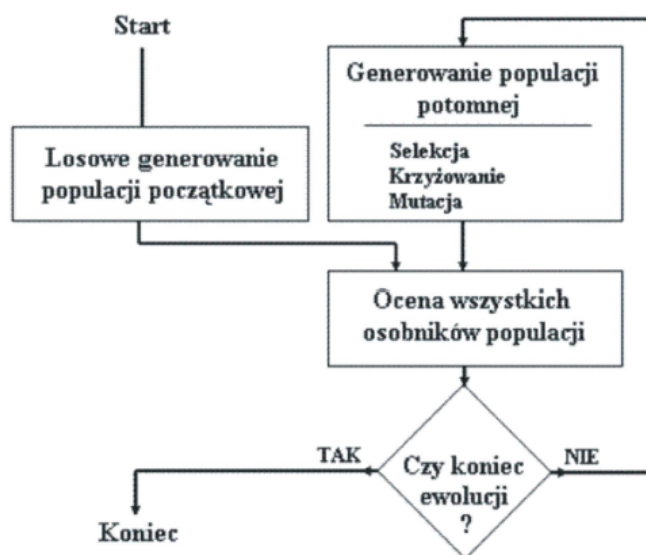 Start
Losowe generowanie
populacji początkowej
Generowanie populacji
potomnej
Selekcja
Krzyżowanie
Mutacja
Ocena wszystkich
osobników populacji
Czy koniec
ewolucji
?
TAK
NIE
Koniec